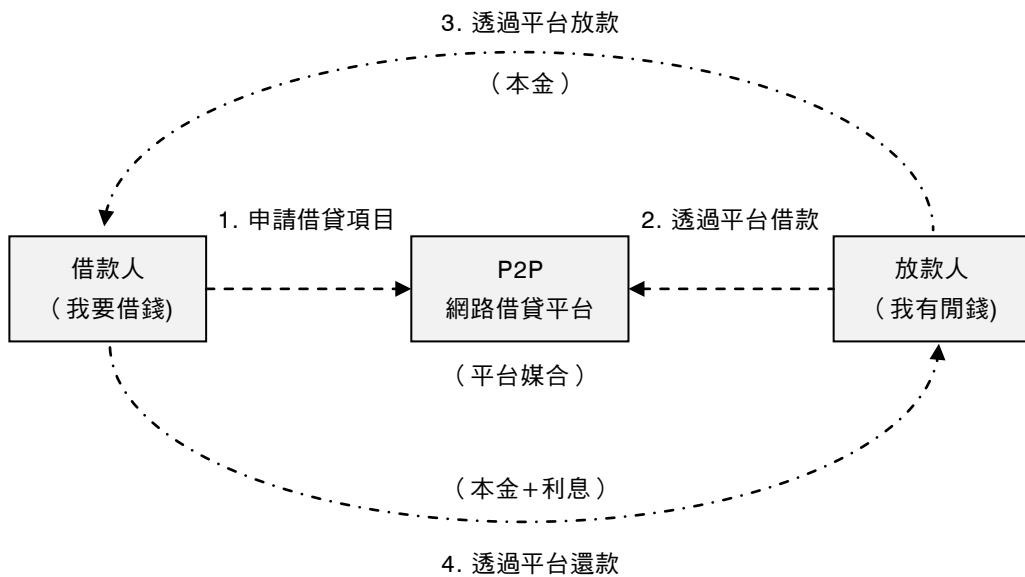 3. 透過平台放款
（本金）
1. 申請借貸項目
2. 透過平台借款
借款人
（我要借錢)
P2P
網路借貸平台
放款人
（我有閒錢)
（平台媒合）
（本金+利息）
4. 透過平台還款